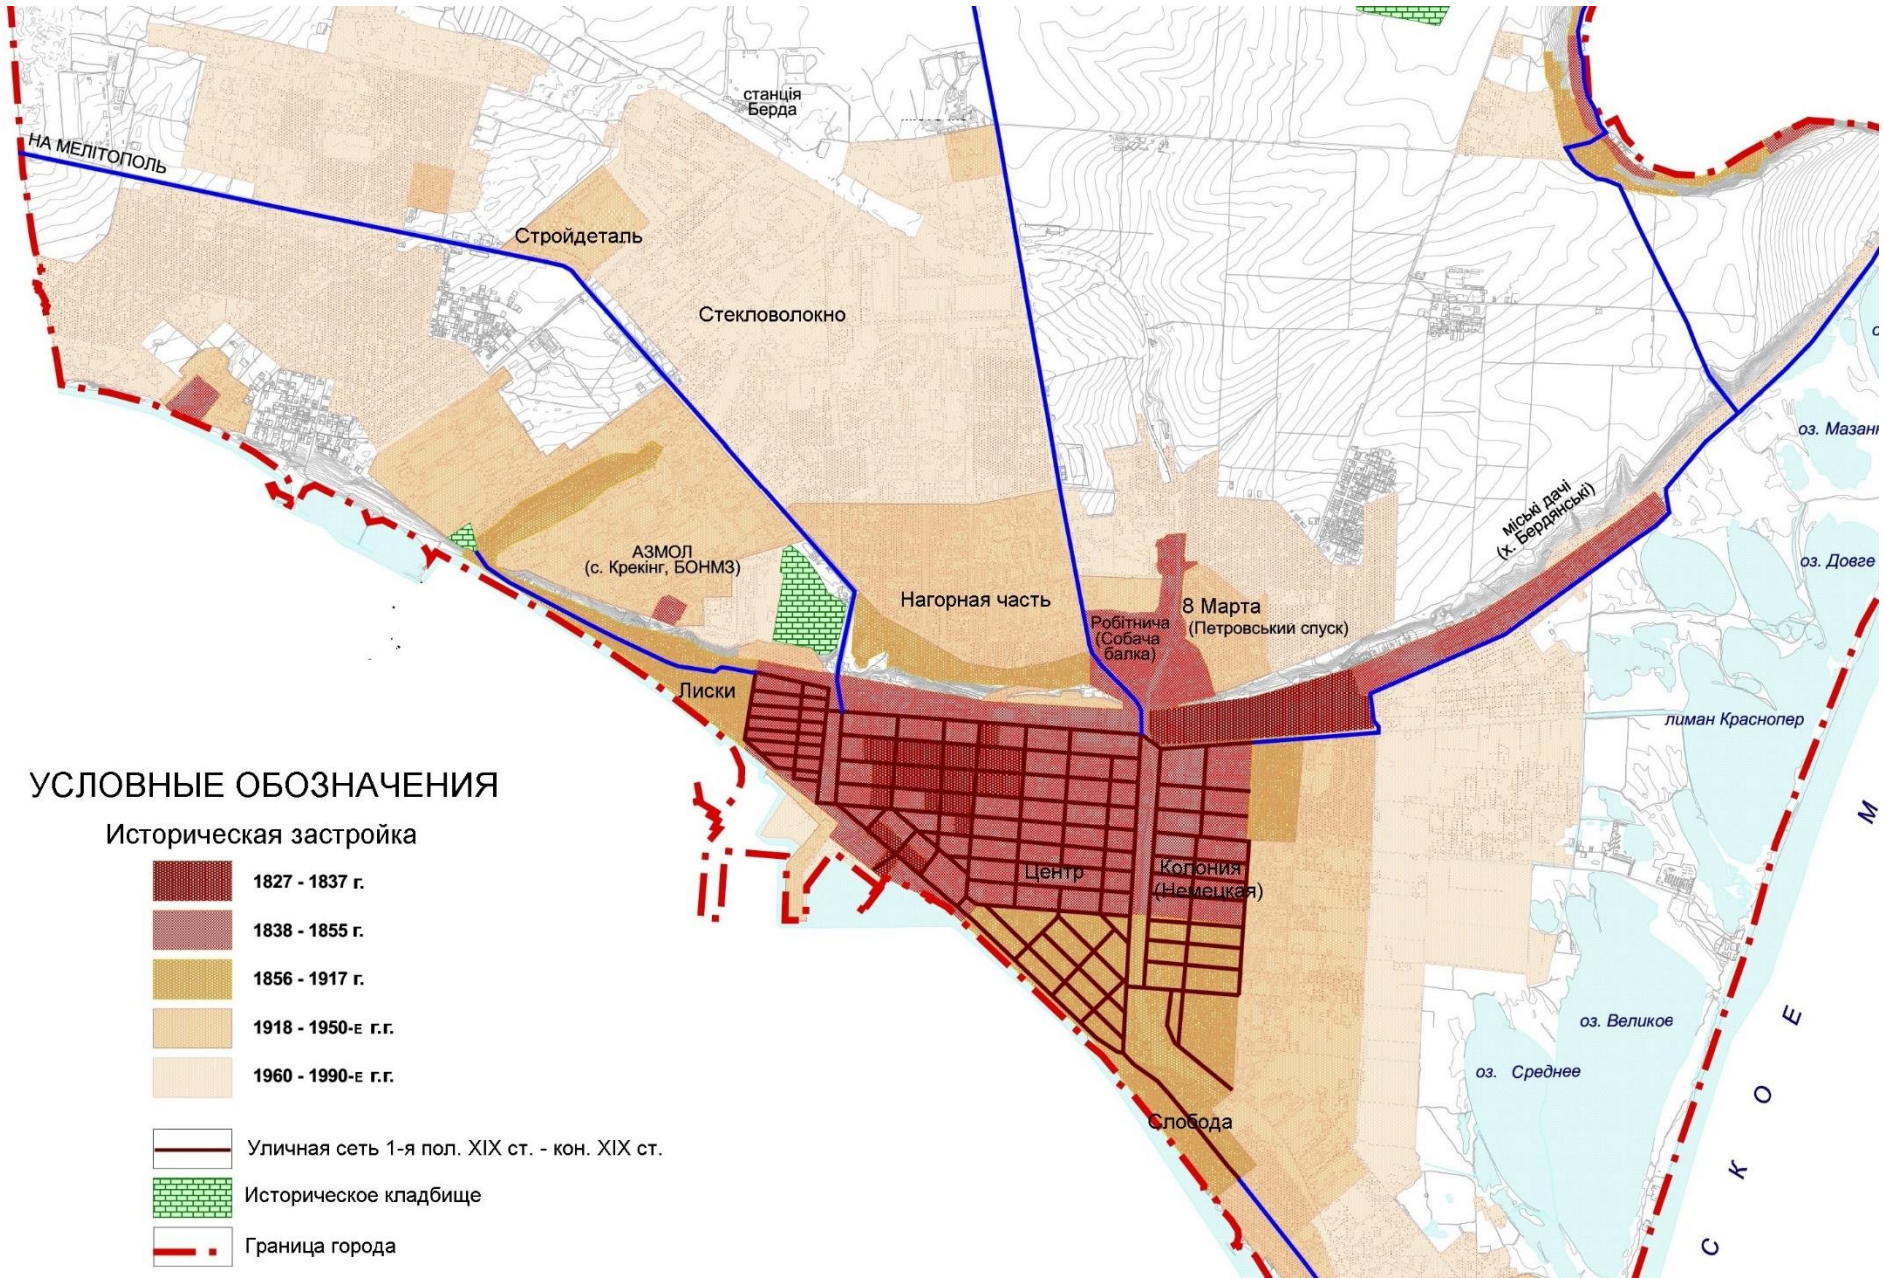 НА МЕЛІТОПОЛЬ
станція
Берда
Стройдеталь
Стекловолокно
оз. Мазанк
міські дачі
(х. Бердянські)
оз. Довге
АЗМОЛ
(с. Крекінг, БОНМЗ)
Нагорная часть
8 Марта
(Петровський спуск)
Робітнича
(Собача
балка)
Лиски
лиман Краснопер
УСЛОВНЫЕ ОБОЗНАЧЕНИЯ
Историческая застройка
1827 - 1837 г.
1838 - 1855 г.
1856 - 1917 г.
1918 - 1950-Е г.г.
1960 - 1990-Е г.г.
Уличная сеть 1-я пол. XIX ст. - кон. XIX ст.
Историческое кладбище
Граница города
Центр
Колония
(Немецкая)
оз. Великое
оз. Среднее
Слобода
С К О Е М